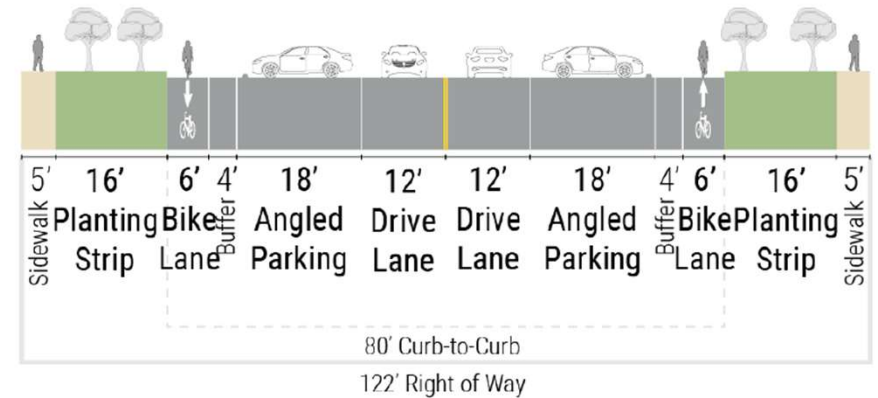 5' 16' 6' 4' 18' 12' 12' 18' 4' 6' 16' 5'
Sidewalk Planting Bike Buffer Angled Drive Drive Angled Buffer Bike Planting Sidewalk
Strip Lane Parking Lane Lane Parking Lane Strip
80' Curb-to-Curb
122' Right of Way